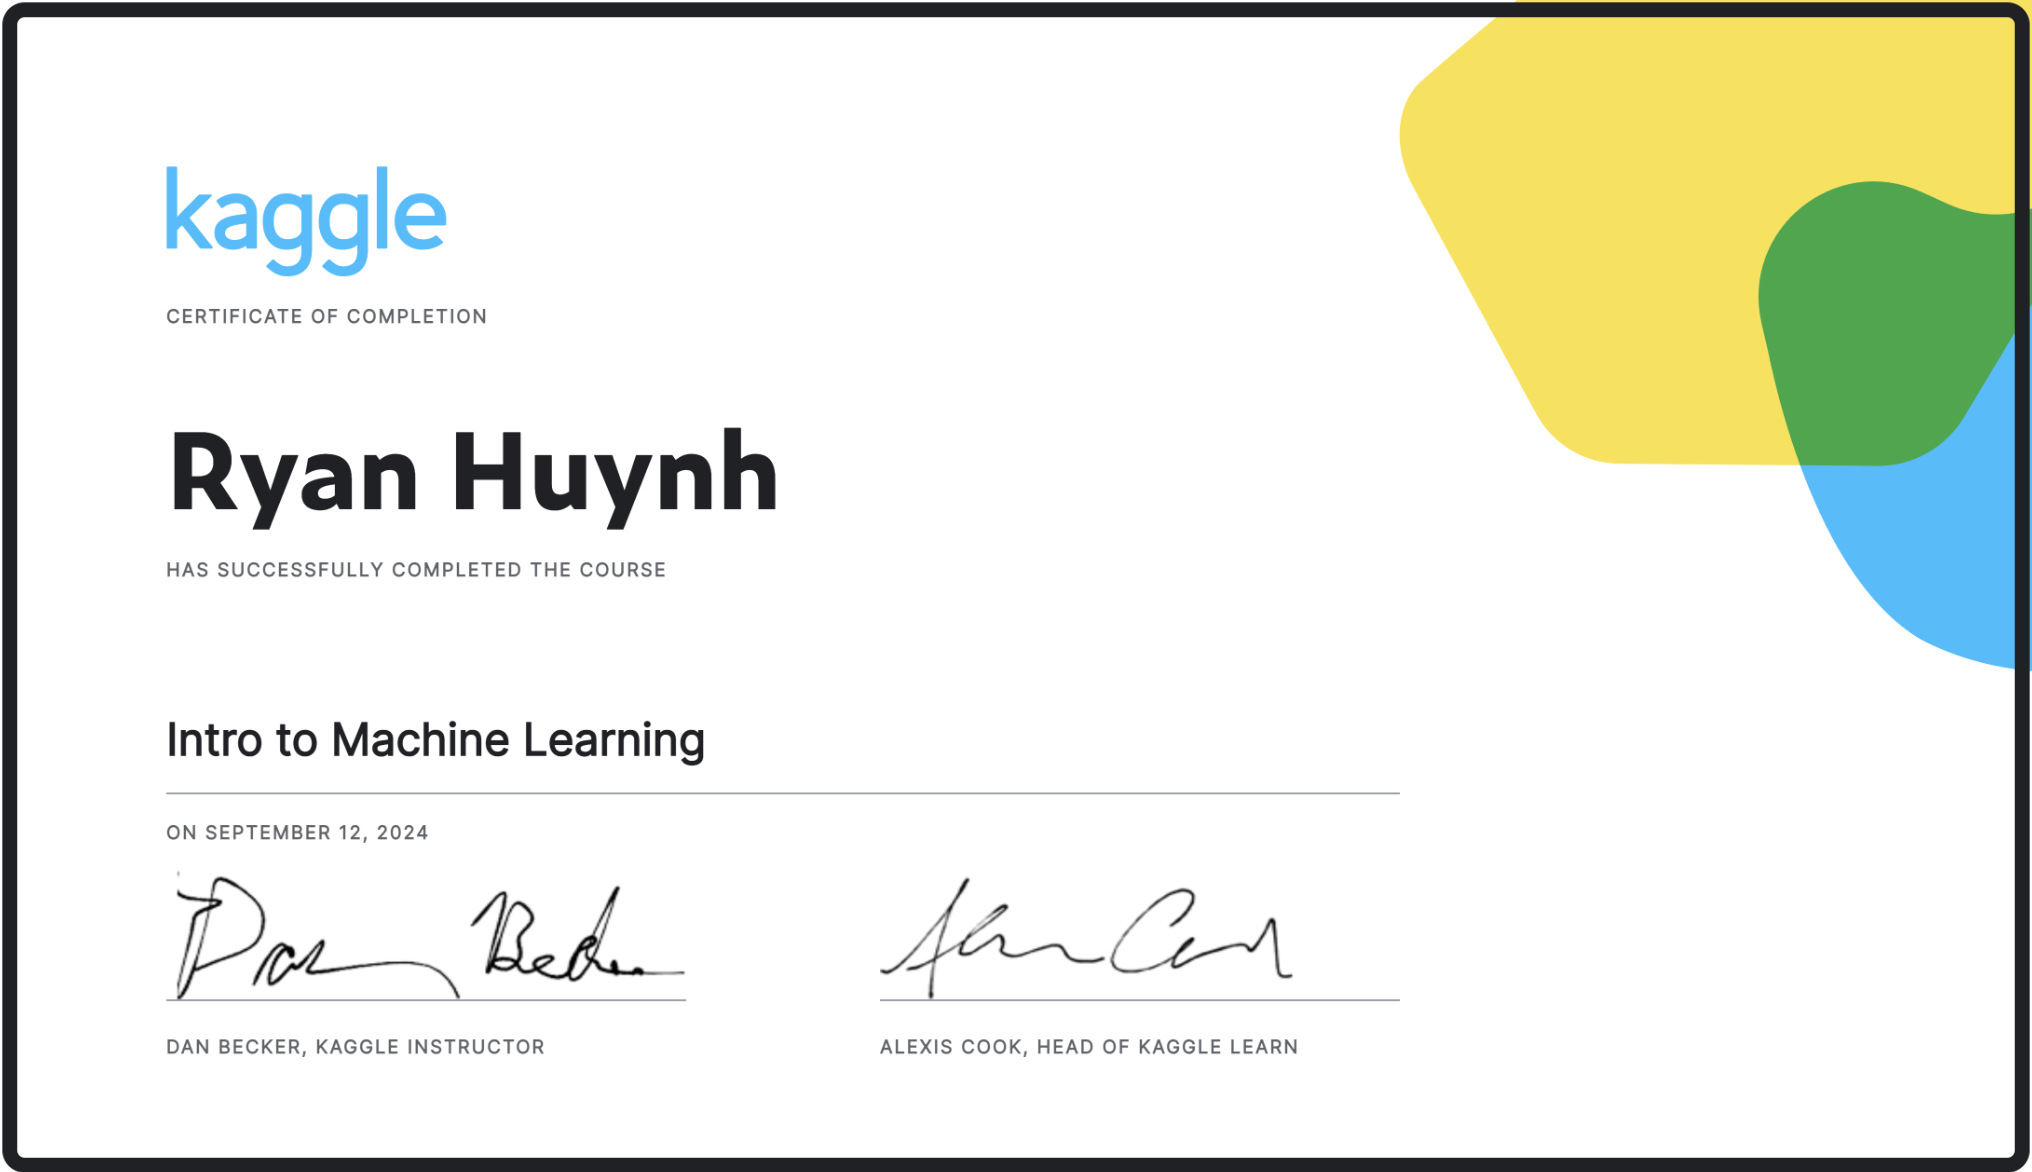 kaggle
CERTIFICATE OF COMPLETION
Ryan Huynh
HAS SUCCESSFULLY COMPLETED THE COURSE
Intro to Machine Learning
ON SEPTEMBER 12, 2024
Dan Becker
Alexis Cook
DAN BECKER, KAGGLE INSTRUCTOR
ALEXIS COOK, HEAD OF KAGGLE LEARN